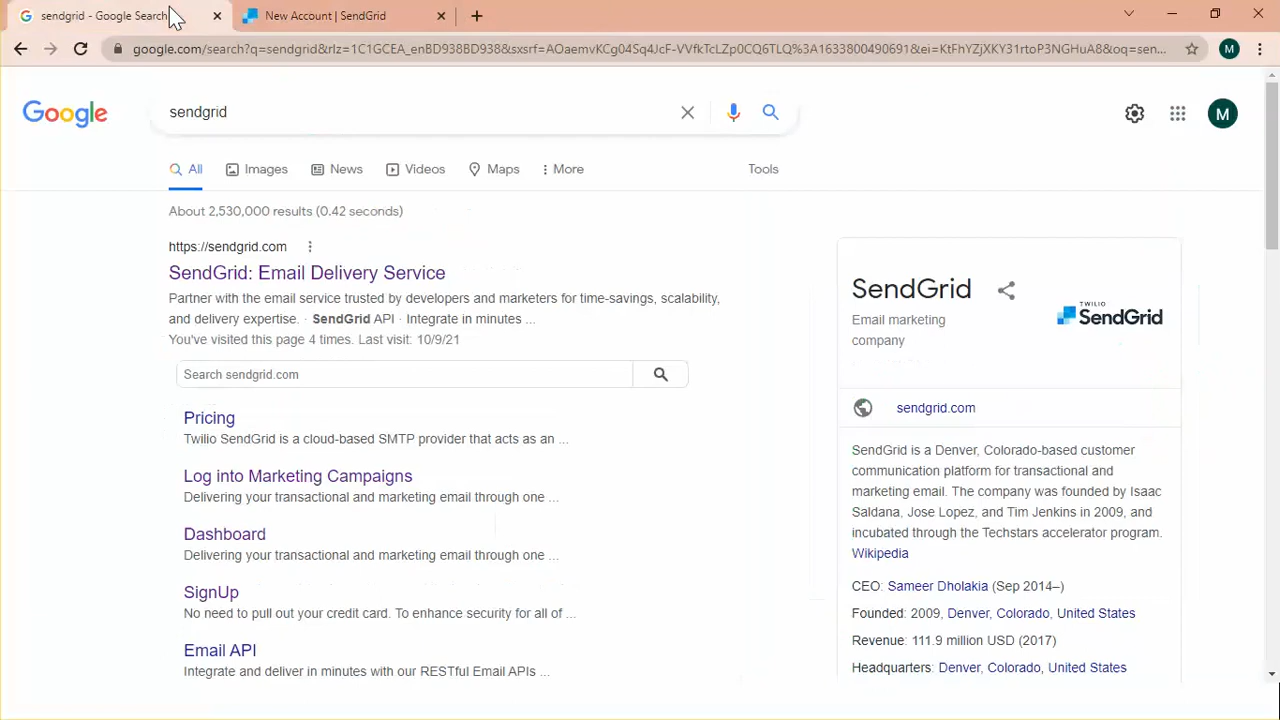 sendgrid - Google Search
New Account | SendGrid
google.com/search?q=sendgrid&rlz=1C1GCEA_enBD938BD938&sxsrf=AOaemvKCg04Sq4JcF-VVfkTcLZp0CQ6TLQ%3A1633800490691&ei=KtFhYZjXKY31rtoP3NGHuA8&oq=sen...
M
Google
sendgrid
M
All
Images
News
Videos
Maps
More
Tools
About 2,530,000 results (0.42 seconds)
https://sendgrid.com
SendGrid: Email Delivery Service
Partner with the email service trusted by developers and marketers for time-savings, scalability,
and delivery expertise. · SendGrid API · Integrate in minutes ...
You've visited this page 4 times. Last visit: 10/9/21
Search sendgrid.com
Pricing
Twilio SendGrid is a cloud-based SMTP provider that acts as an ...
Log into Marketing Campaigns
Delivering your transactional and marketing email through one ...
Dashboard
Delivering your transactional and marketing email through one ...
SignUp
No need to pull out your credit card. To enhance security for all of ...
Email API
Integrate and deliver in minutes with our RESTful Email APIs ...
SendGrid
Email marketing
company
TWILIO
SendGrid
sendgrid.com
SendGrid is a Denver, Colorado-based customer
communication platform for transactional and
marketing email. The company was founded by Isaac
Saldana, Jose Lopez, and Tim Jenkins in 2009, and
incubated through the Techstars accelerator program.
Wikipedia
CEO: Sameer Dholakia (Sep 2014–)
Founded: 2009, Denver, Colorado, United States
Revenue: 111.9 million USD (2017)
Headquarters: Denver, Colorado, United States